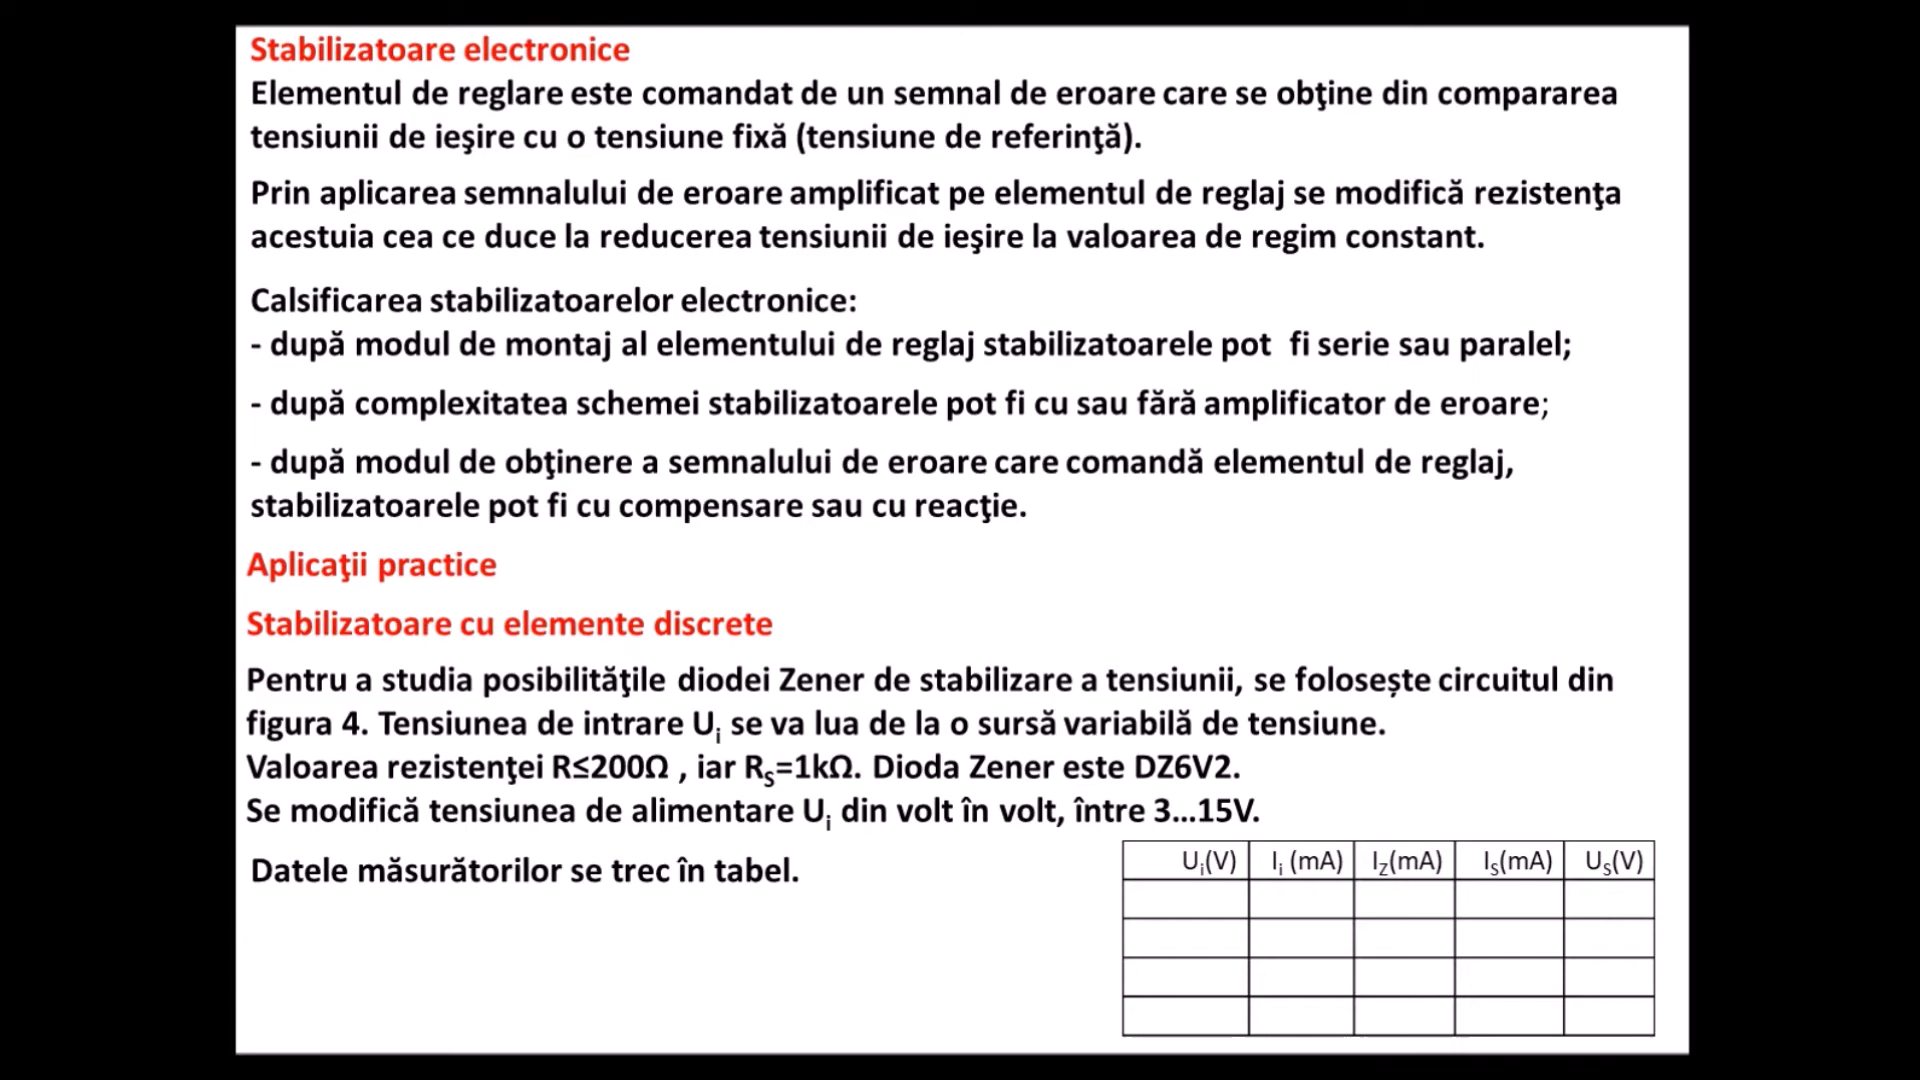 Stabilizatoare electronice
Elementul de reglare este comandat de un semnal de eroare care se obţine din compararea
tensiunii de ieşire cu o tensiune fixă (tensiune de referinţă).
Prin aplicarea semnalului de eroare amplificat pe elementul de reglaj se modifică rezistenţa
acestuia cea ce duce la reducerea tensiunii de ieşire la valoarea de regim constant.
Calsificarea stabilizatoarelor electronice:
- după modul de montaj al elementului de reglaj stabilizatoarele pot fi serie sau paralel;
- după complexitatea schemei stabilizatoarele pot fi cu sau fără amplificator de eroare;
- după modul de obţinere a semnalului de eroare care comandă elementul de reglaj,
stabilizatoarele pot fi cu compensare sau cu reacţie.
Aplicaţii practice
Stabilizatoare cu elemente discrete
Pentru a studia posibilităţile diodei Zener de stabilizare a tensiunii, se folosește circuitul din
figura 4. Tensiunea de intrare Ui se va lua de la o sursă variabilă de tensiune.
Valoarea rezistenţei R≤200Ω , iar RS=1kΩ. Dioda Zener este DZ6V2.
Se modifică tensiunea de alimentare Ui din volt în volt, între 3...15V.
Datele măsurătorilor se trec în tabel.
Ui(V) Ii (mA) IZ(mA) IS(mA) US(V)